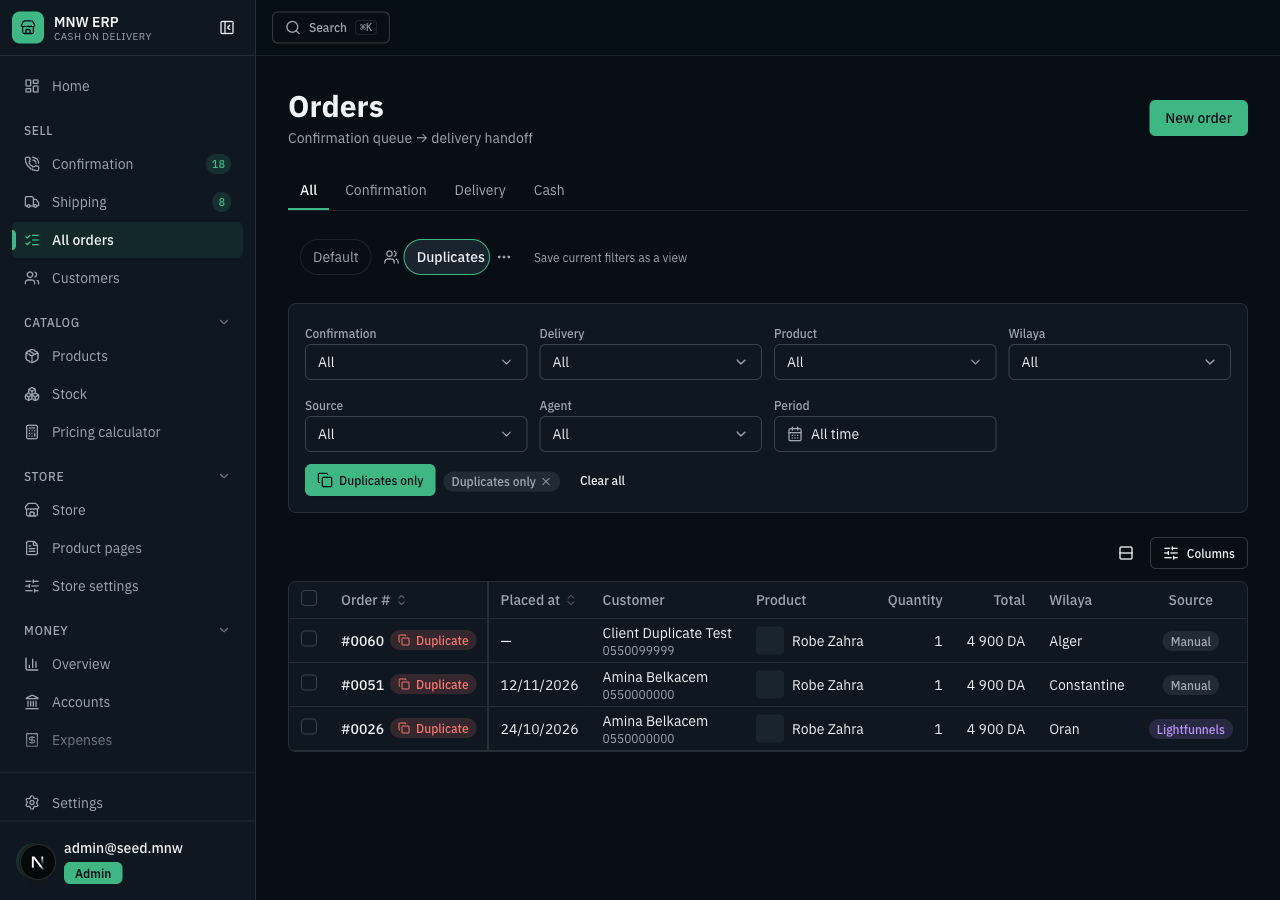 MNW ERP
CASH ON DELIVERY
Search ⌘K
Home
SELL
Confirmation 18
Shipping 8
All orders
Customers
CATALOG
Products
Stock
Pricing calculator
STORE
Store
Product pages
Store settings
MONEY
Overview
Accounts
Expenses
Settings
N
admin@seed.mnw
Admin
Orders
Confirmation queue → delivery handoff
New order
All Confirmation Delivery Cash
Default Duplicates ··· Save current filters as a view
Confirmation Delivery Product Wilaya
All All All All
Source Agent Period
All All All time
Duplicates only Duplicates only × Clear all
Columns
Order # Placed at Customer Product Quantity Total Wilaya Source
#0060 Duplicate — Client Duplicate Test Robe Zahra 1 4 900 DA Alger Manual
0550099999
#0051 Duplicate 12/11/2026 Amina Belkacem Robe Zahra 1 4 900 DA Constantine Manual
0550000000
#0026 Duplicate 24/10/2026 Amina Belkacem Robe Zahra 1 4 900 DA Oran Lightfunnels
0550000000